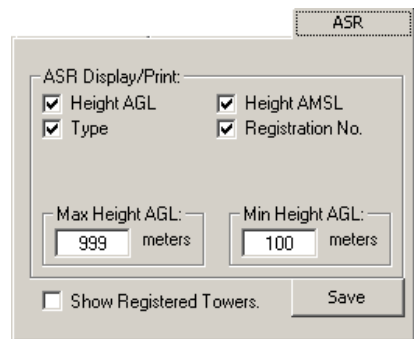 ASR
ASR Display/Print:
Height AGL Height AMSL
Type Registration No.
Max Height AGL: Min Height AGL:
999 meters 100 meters
Show Registered Towers. Save